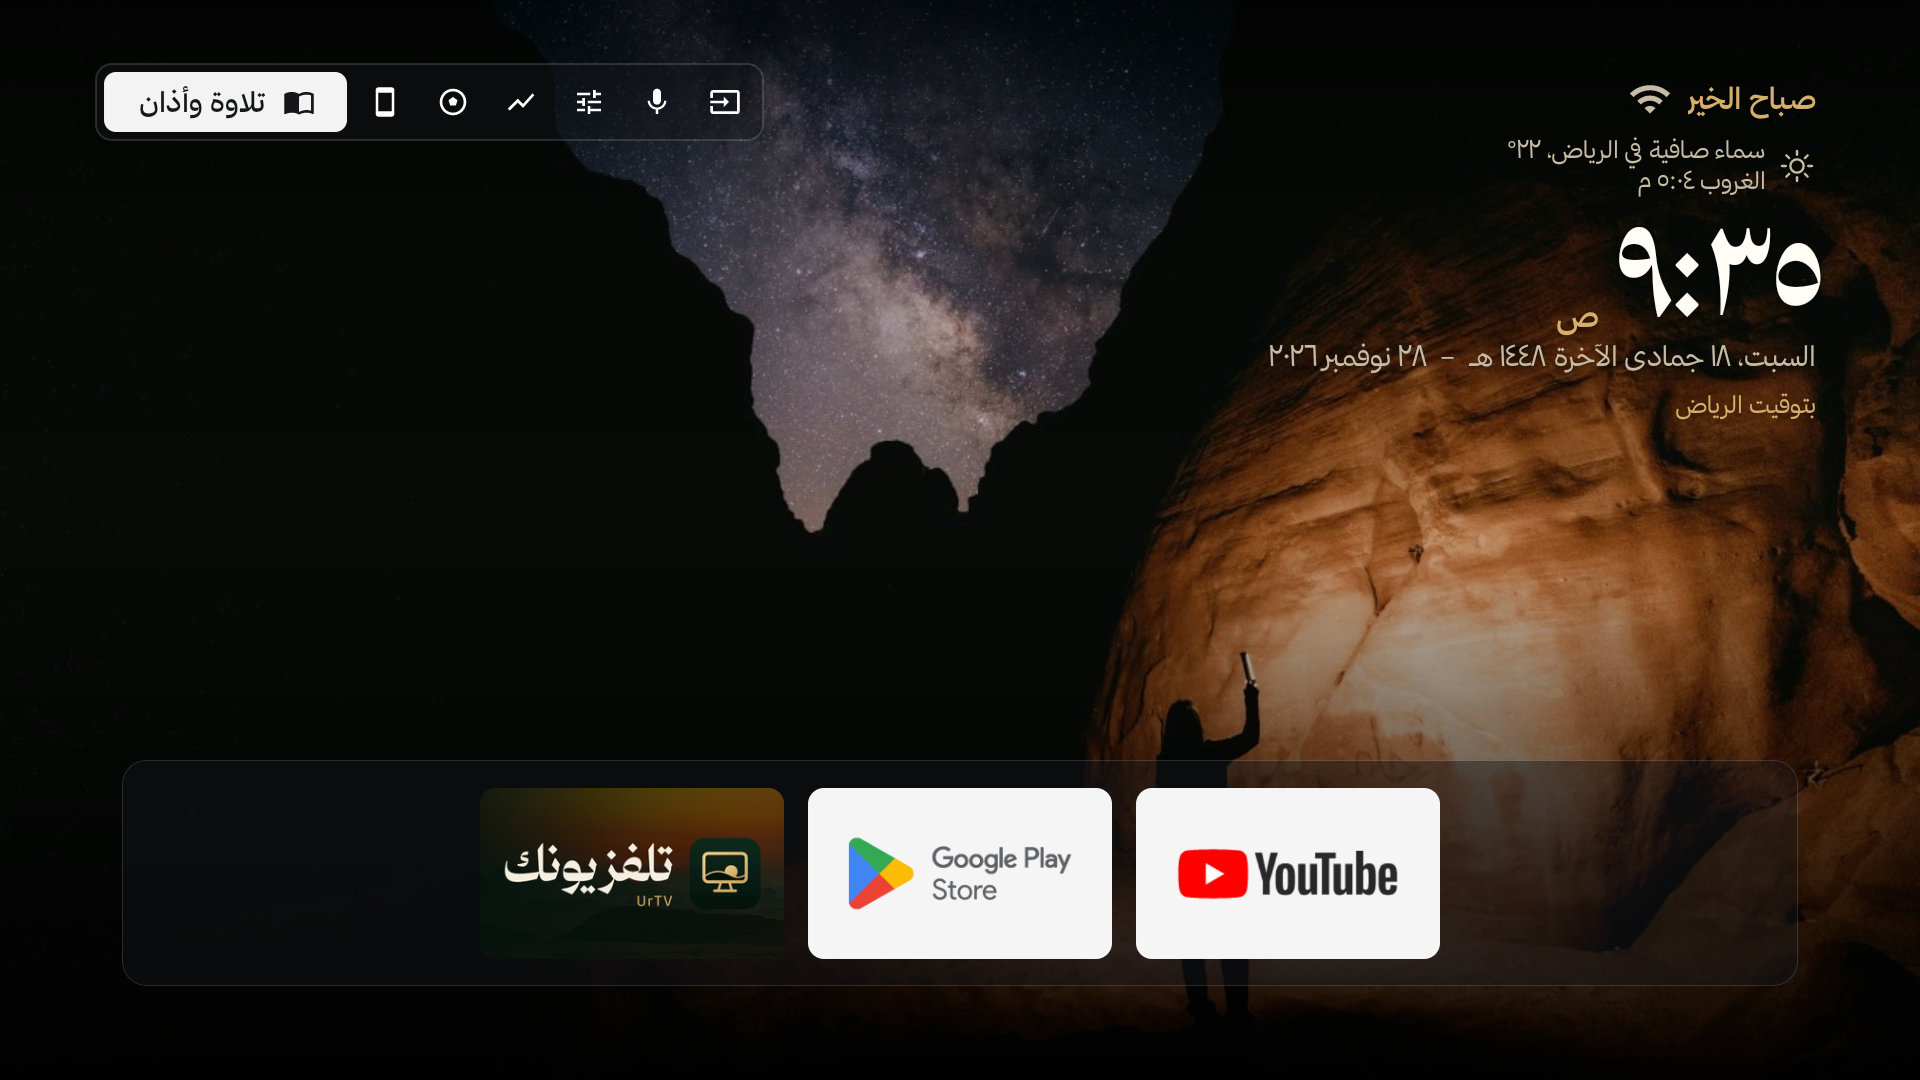 تلاوة وأذان
صباح الخير
سماء صافية في الرياض، ٢٢°
الغروب ٥:٠٤ م
٩:٣٥ ص
السبت، ١٨ جمادى الآخرة ١٤٤٨ هـ – ٢٨ نوفمبر ٢٠٢٦
بتوقيت الرياض
YouTube
Google Play
Store
تلفزيونك
UrTV